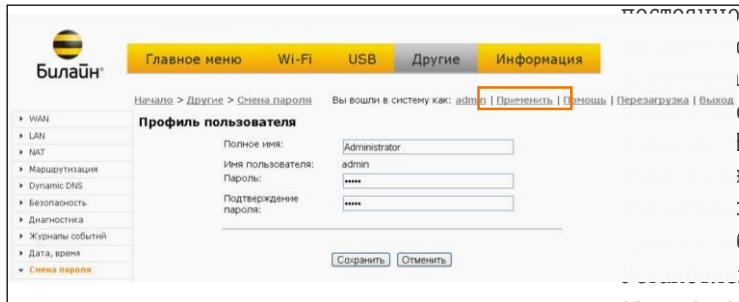 Билайн
Главное меню Wi-Fi USB Другие Информация
Начало > Другие > Смена пароля Вы вошли в систему как: admin | Применить | Помощь | Перезагрузка | Выход
WAN
LAN
NAT
Маршрутизация
Dynamic DNS
Безопасность
Диагностика
Журналы событий
Дата, время
Смена пароля
Профиль пользователя
Полное имя: Administrator
Имя пользователя: admin
Пароль: •••••
Подтверждение
пароля: •••••
Сохранить Отменить